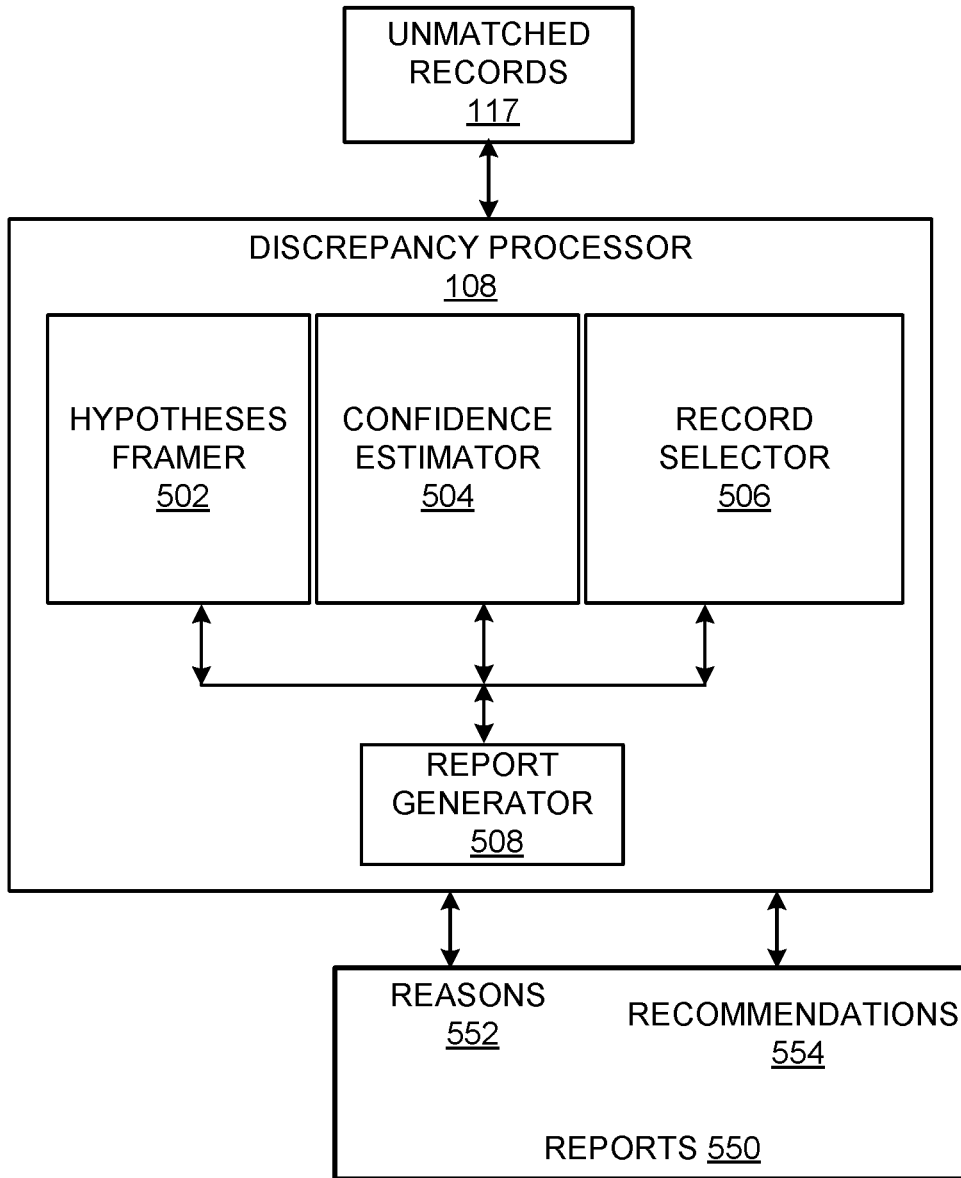 UNMATCHED
RECORDS
117
DISCREPANCY PROCESSOR
108
HYPOTHESES
FRAMER
502
CONFIDENCE
ESTIMATOR
504
RECORD
SELECTOR
506
REPORT
GENERATOR
508
REASONS
552
RECOMMENDATIONS
554
REPORTS 550